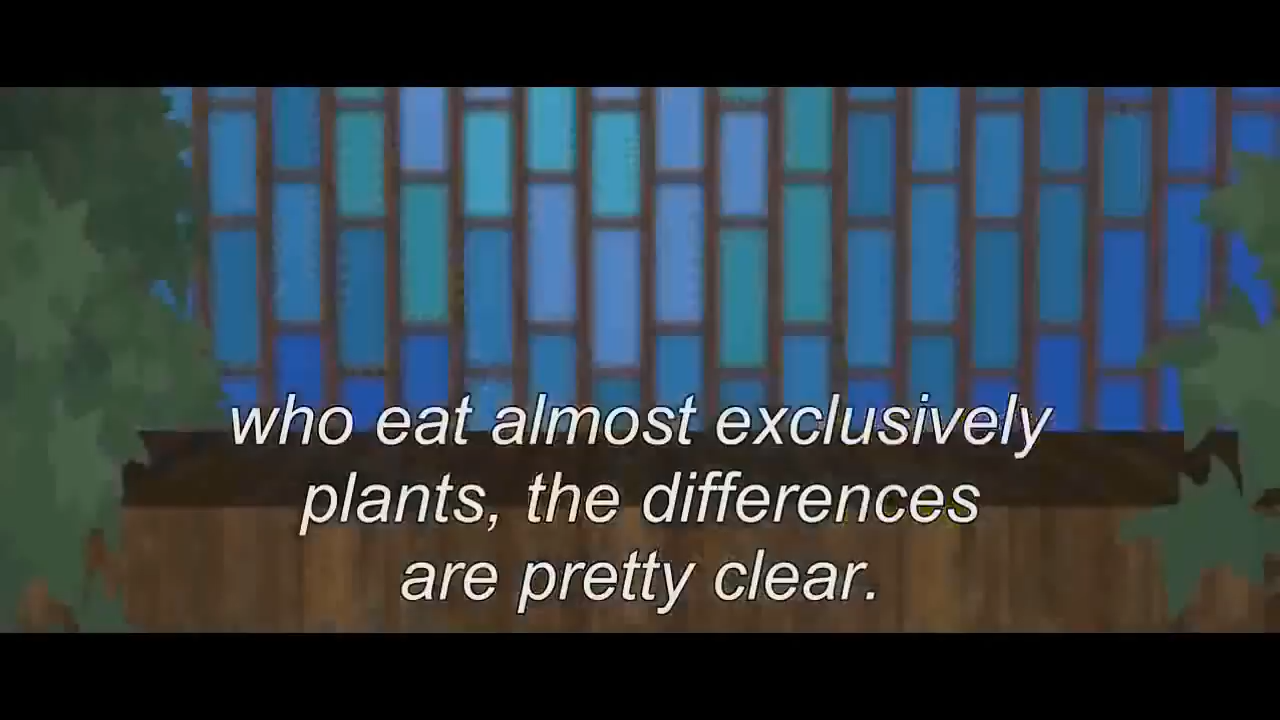 who eat almost exclusively
plants, the differences
are pretty clear.